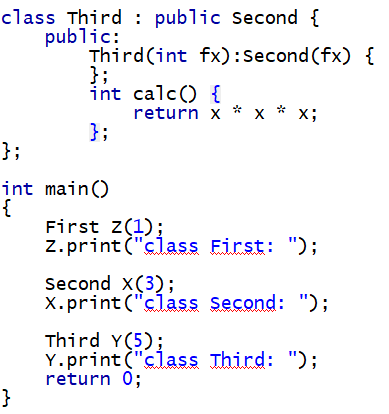 class Third : public Second {
    public:
        Third(int fx):Second(fx) {
        };
        int calc() {
            return x * x * x;
        };
};

int main()
{
    First Z(1);
    Z.print("class First: ");

    Second X(3);
    X.print("class Second: ");

    Third Y(5);
    Y.print("class Third: ");
    return 0;
}